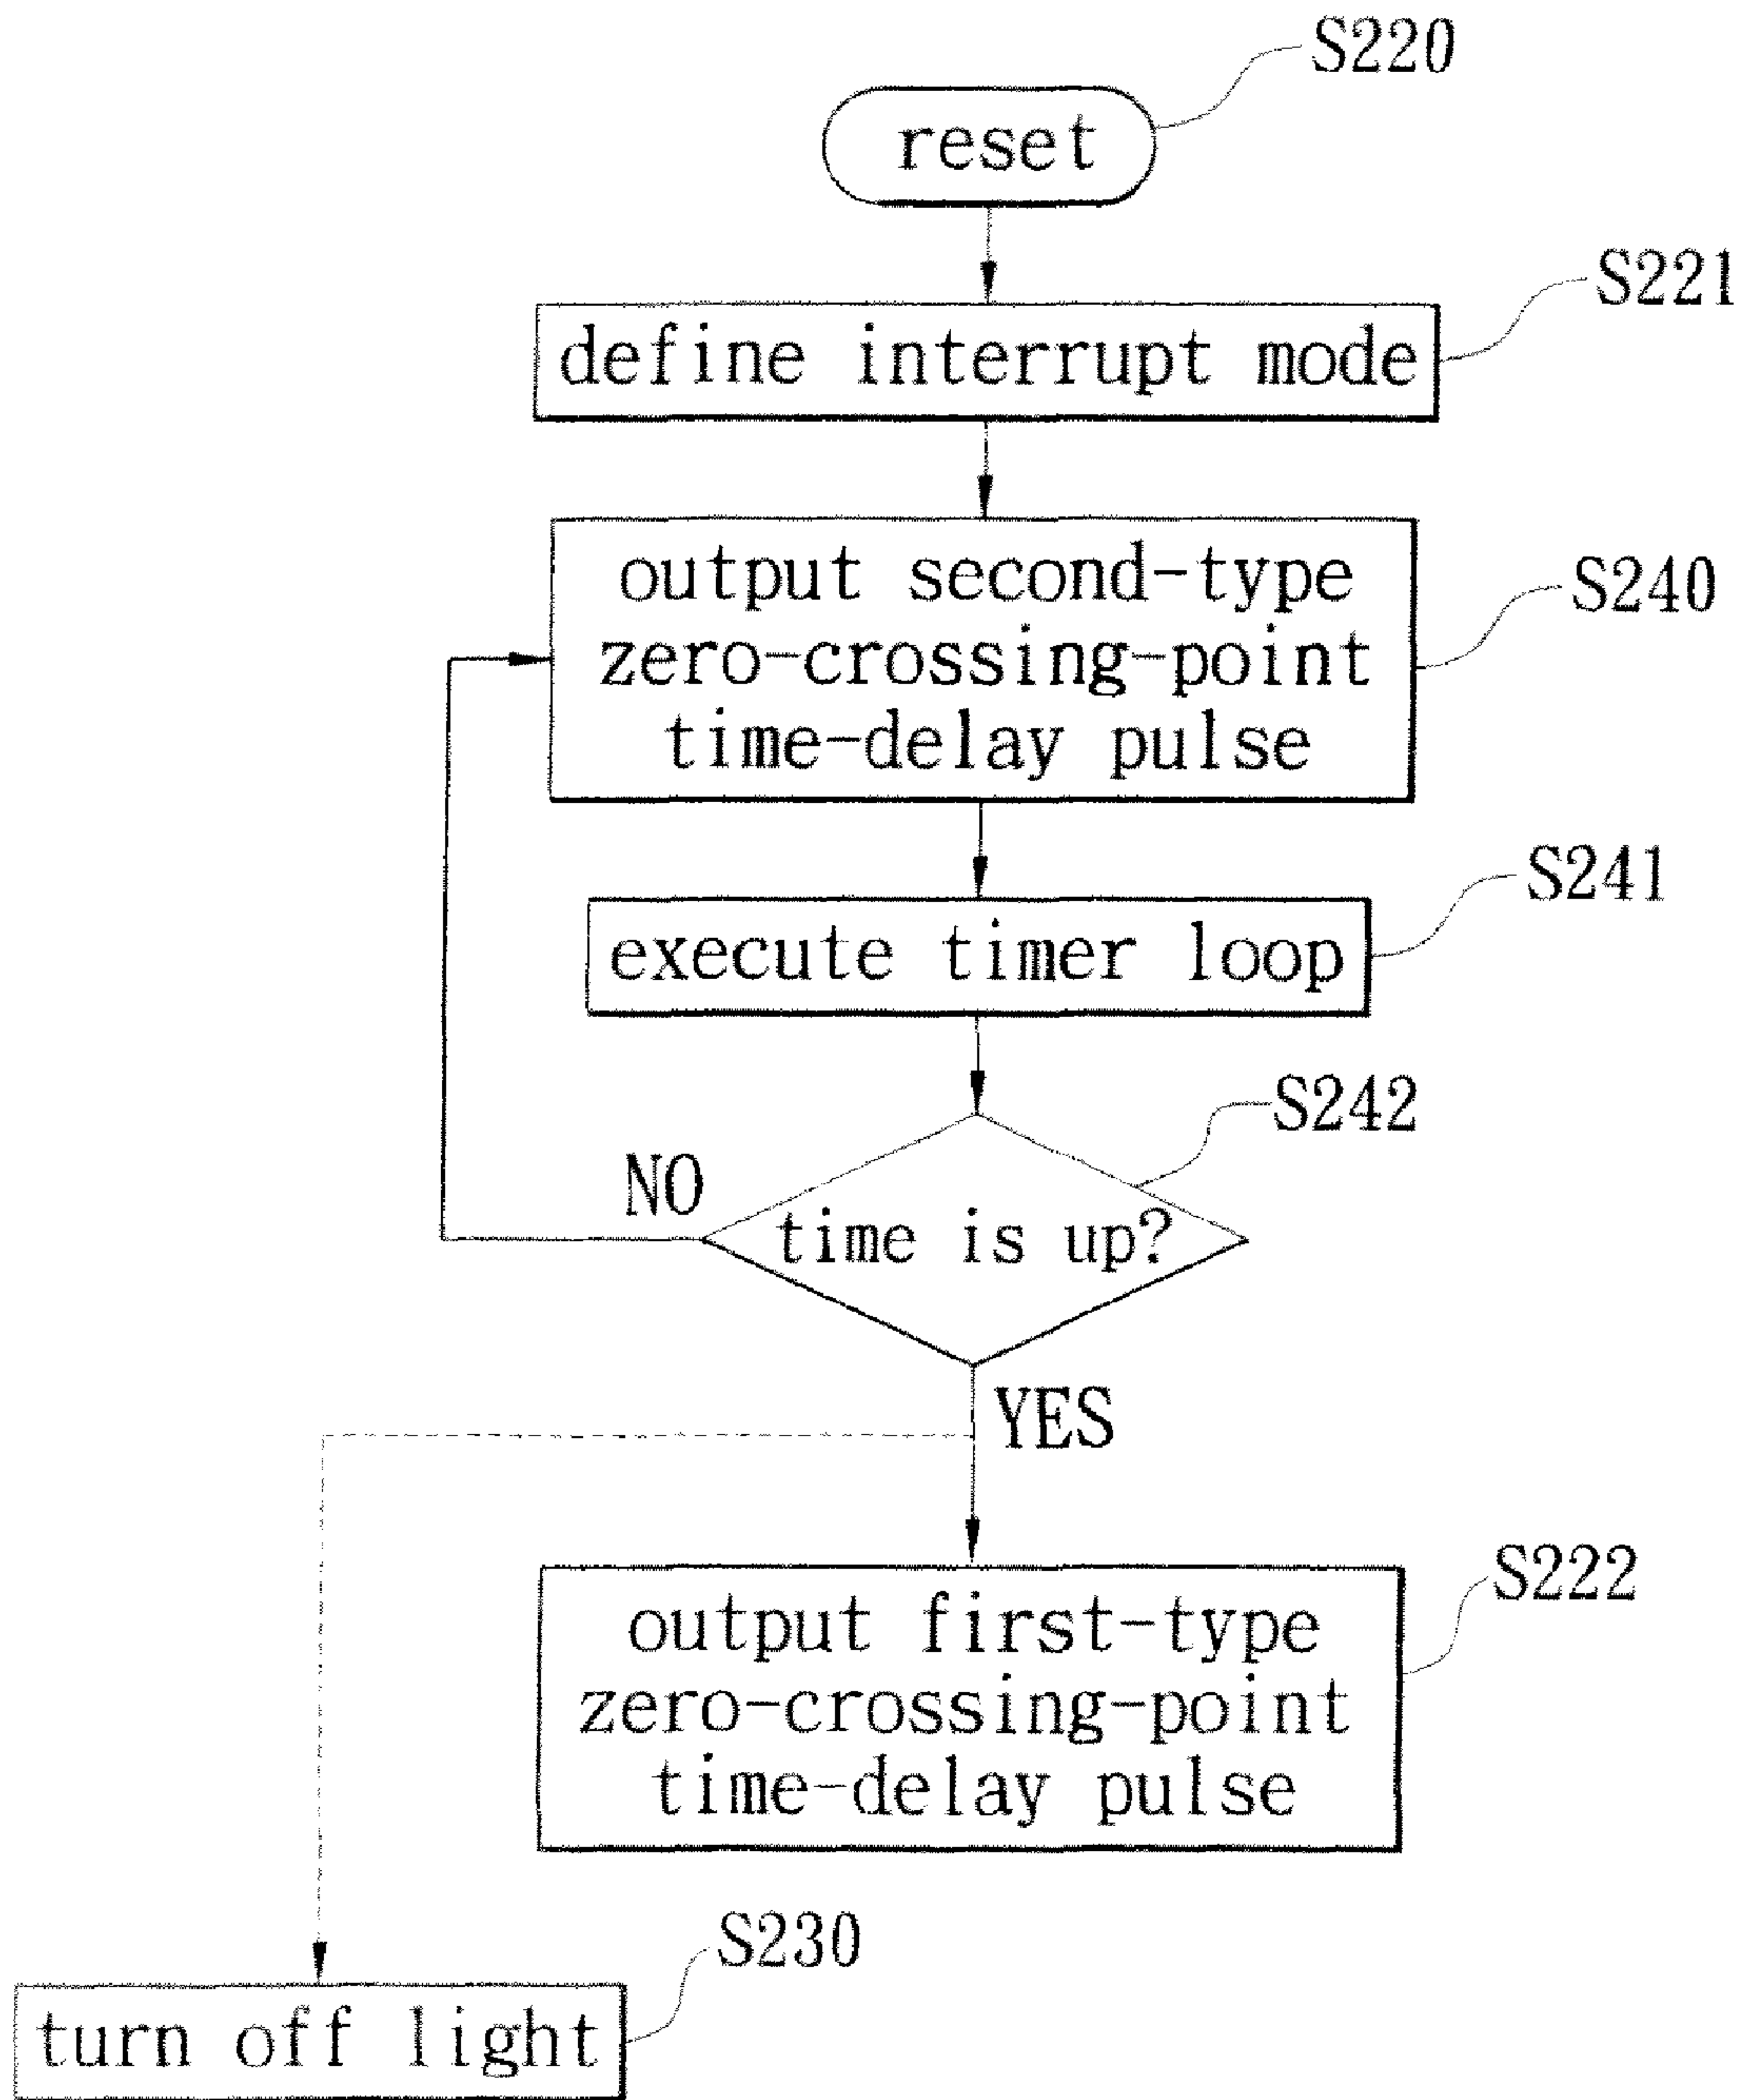 S220
reset
S221
define interrupt mode
output second-type
S240
zero-crossing-point
time-delay pulse
S241
execute timer loop
S242
NO
time is up?
YES
S222
output first-type
zero-crossing-point
time-delay pulse
S230
turn off light